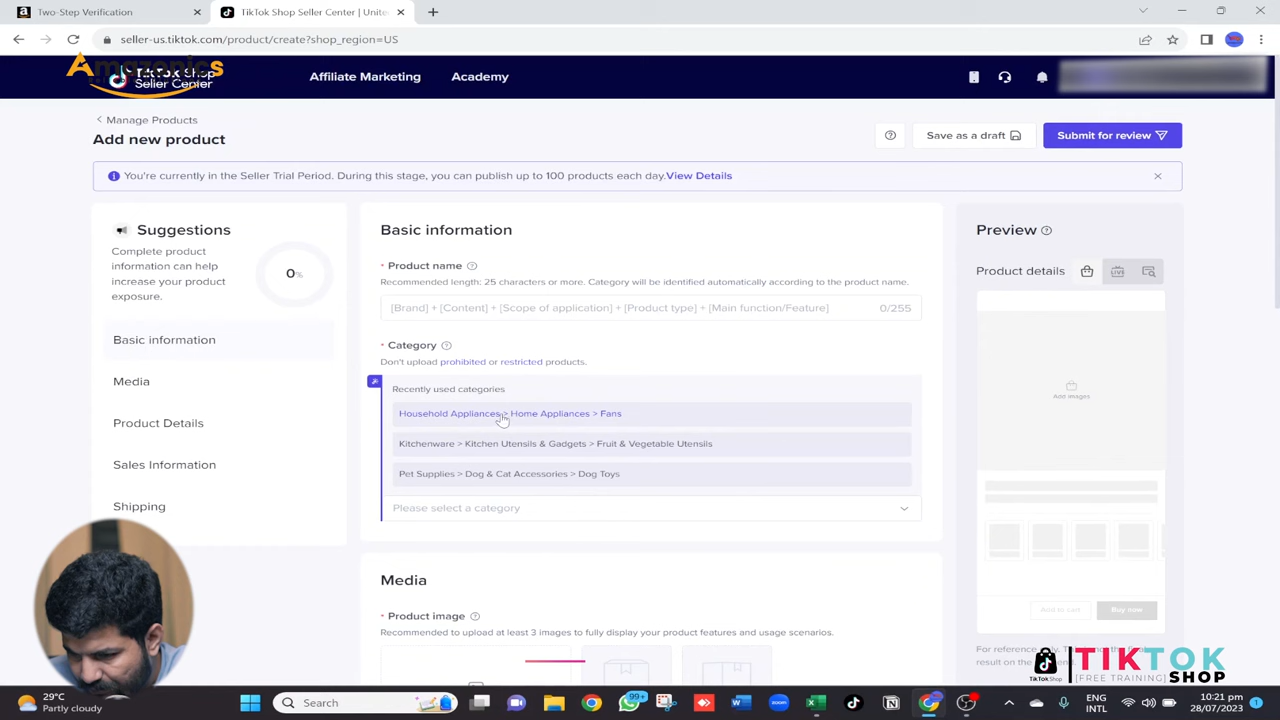 Two-Step Verification
TikTok Shop Seller Center | Unite
seller-us.tiktok.com/product/create?shop_region=US
Amazonics
TikTok Shop
Seller Center
Affiliate Marketing
Academy
< Manage Products
Add new product
Save as a draft
Submit for review
You're currently in the Seller Trial Period. During this stage, you can publish up to 100 products each day.View Details
Suggestions
Complete product
information can help
increase your product
exposure.
0%
Basic information
Media
Product Details
Sales Information
Shipping
Basic information
* Product name
Recommended length: 25 characters or more. Category will be identified automatically according to the product name.
[Brand] + [Content] + [Scope of application] + [Product type] + [Main function/Feature]
0/255
* Category
Don't upload prohibited or restricted products.
Recently used categories
Household Appliances > Home Appliances > Fans
Kitchenware > Kitchen Utensils & Gadgets > Fruit & Vegetable Utensils
Pet Supplies > Dog & Cat Accessories > Dog Toys
Please select a category
Media
* Product image
Recommended to upload at least 3 images to fully display your product features and usage scenarios.
Preview
Product details
LIVE
Add images
Add to cart
Buy now
For reference only. T
result on the
TikTok Shop
TIKTOK
[FREE TRAINING]
SHOP
29°C
Partly cloudy
Search
99+
ENG
INTL
10:21 pm
28/07/2023